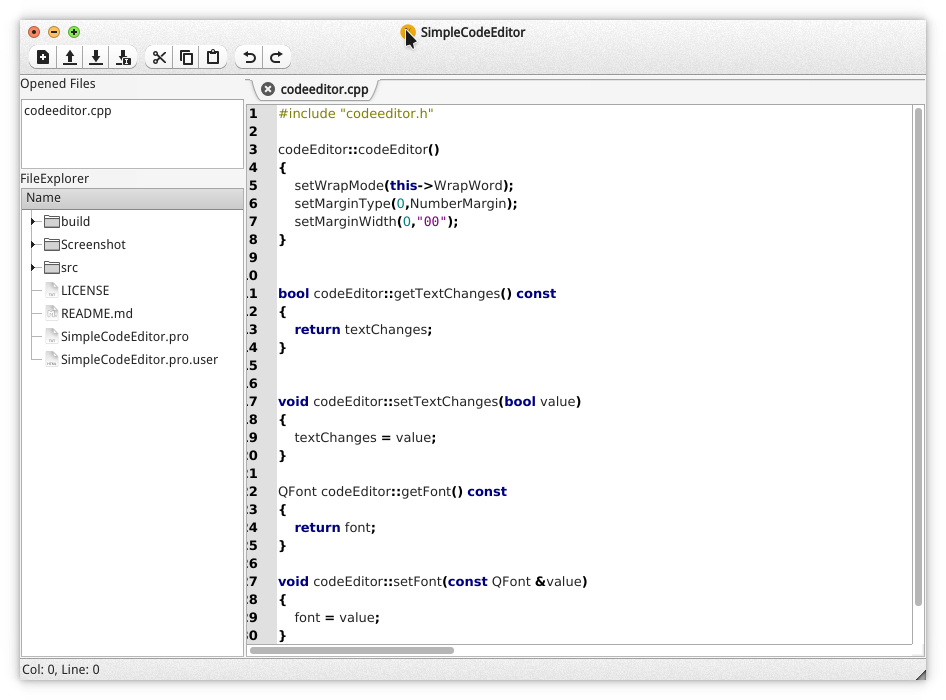 SimpleCodeEditor
Opened Files
codeeditor.cpp
FileExplorer
Name
build
Screenshot
src
LICENSE
README.md
SimpleCodeEditor.pro
SimpleCodeEditor.pro.user
codeeditor.cpp
1 #include "codeeditor.h"
2
3 codeEditor::codeEditor()
4 {
5 setWrapMode(this->WrapWord);
6 setMarginType(0,NumberMargin);
7 setMarginWidth(0,"00");
8 }
9
.0
.1 bool codeEditor::getTextChanges() const
.2 {
.3 return textChanges;
.4 }
.5
.6
.7 void codeEditor::setTextChanges(bool value)
.8 {
.9 textChanges = value;
:0 }
:1
:2 QFont codeEditor::getFont() const
:3 {
:4 return font;
:5 }
:6
:7 void codeEditor::setFont(const QFont &value)
:8 {
:9 font = value;
:0 }
Col: 0, Line: 0